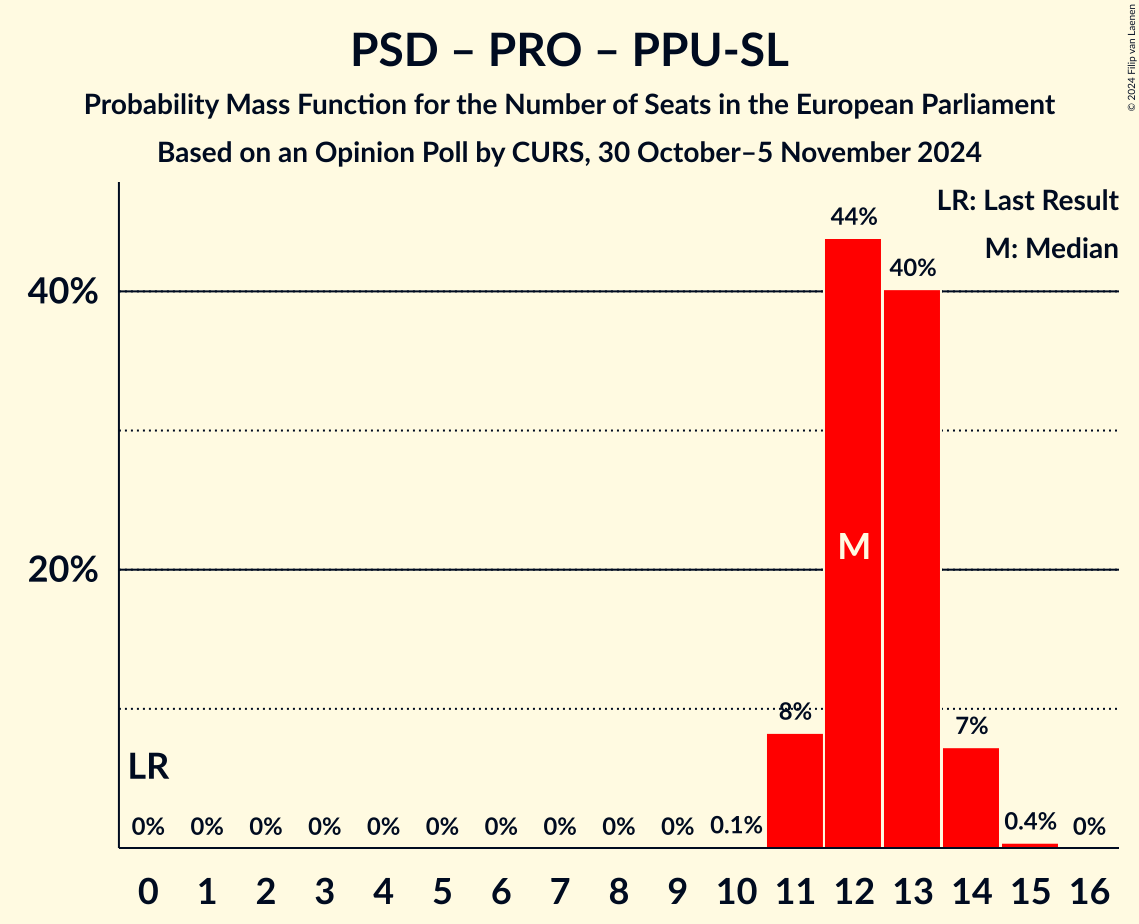 PSD – PRO – PPU-SL
Probability Mass Function for the Number of Seats in the European Parliament
Based on an Opinion Poll by CURS, 30 October–5 November 2024
© 2024 Filip van Laenen
LR: Last Result
M: Median
44%
40%
40%
M
20%
8%
7%
LR
0% 0% 0% 0% 0% 0% 0% 0% 0% 0% 0.1% 0.4% 0%
0 1 2 3 4 5 6 7 8 9 10 11 12 13 14 15 16